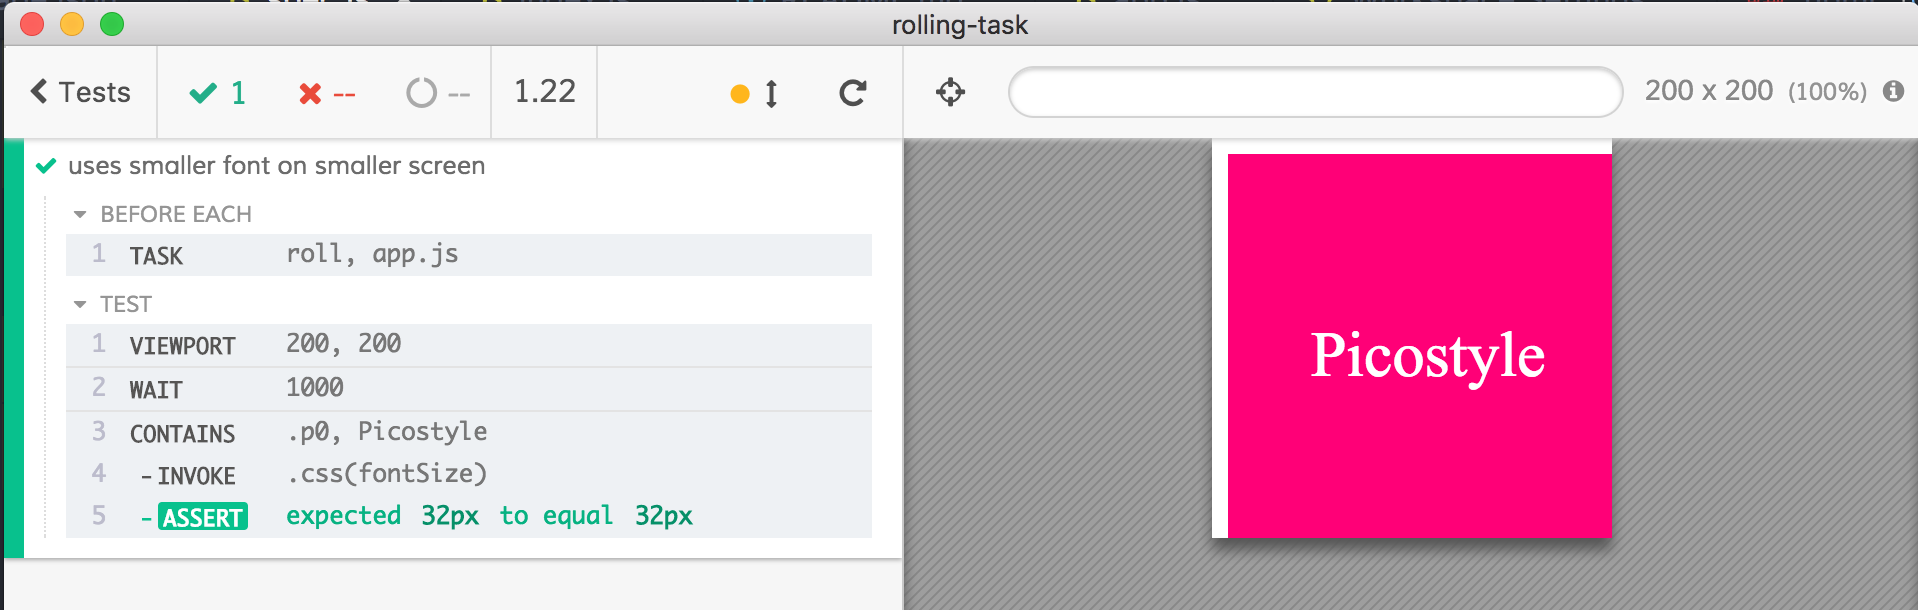 rolling-task
Tests 1 -- -- 1.22 200 x 200 (100%)
uses smaller font on smaller screen
BEFORE EACH
1 TASK roll, app.js
TEST
1 VIEWPORT 200, 200
2 WAIT 1000
3 CONTAINS .p0, Picostyle
4 -INVOKE .css(fontSize)
5 -ASSERT expected 32px to equal 32px
Picostyle